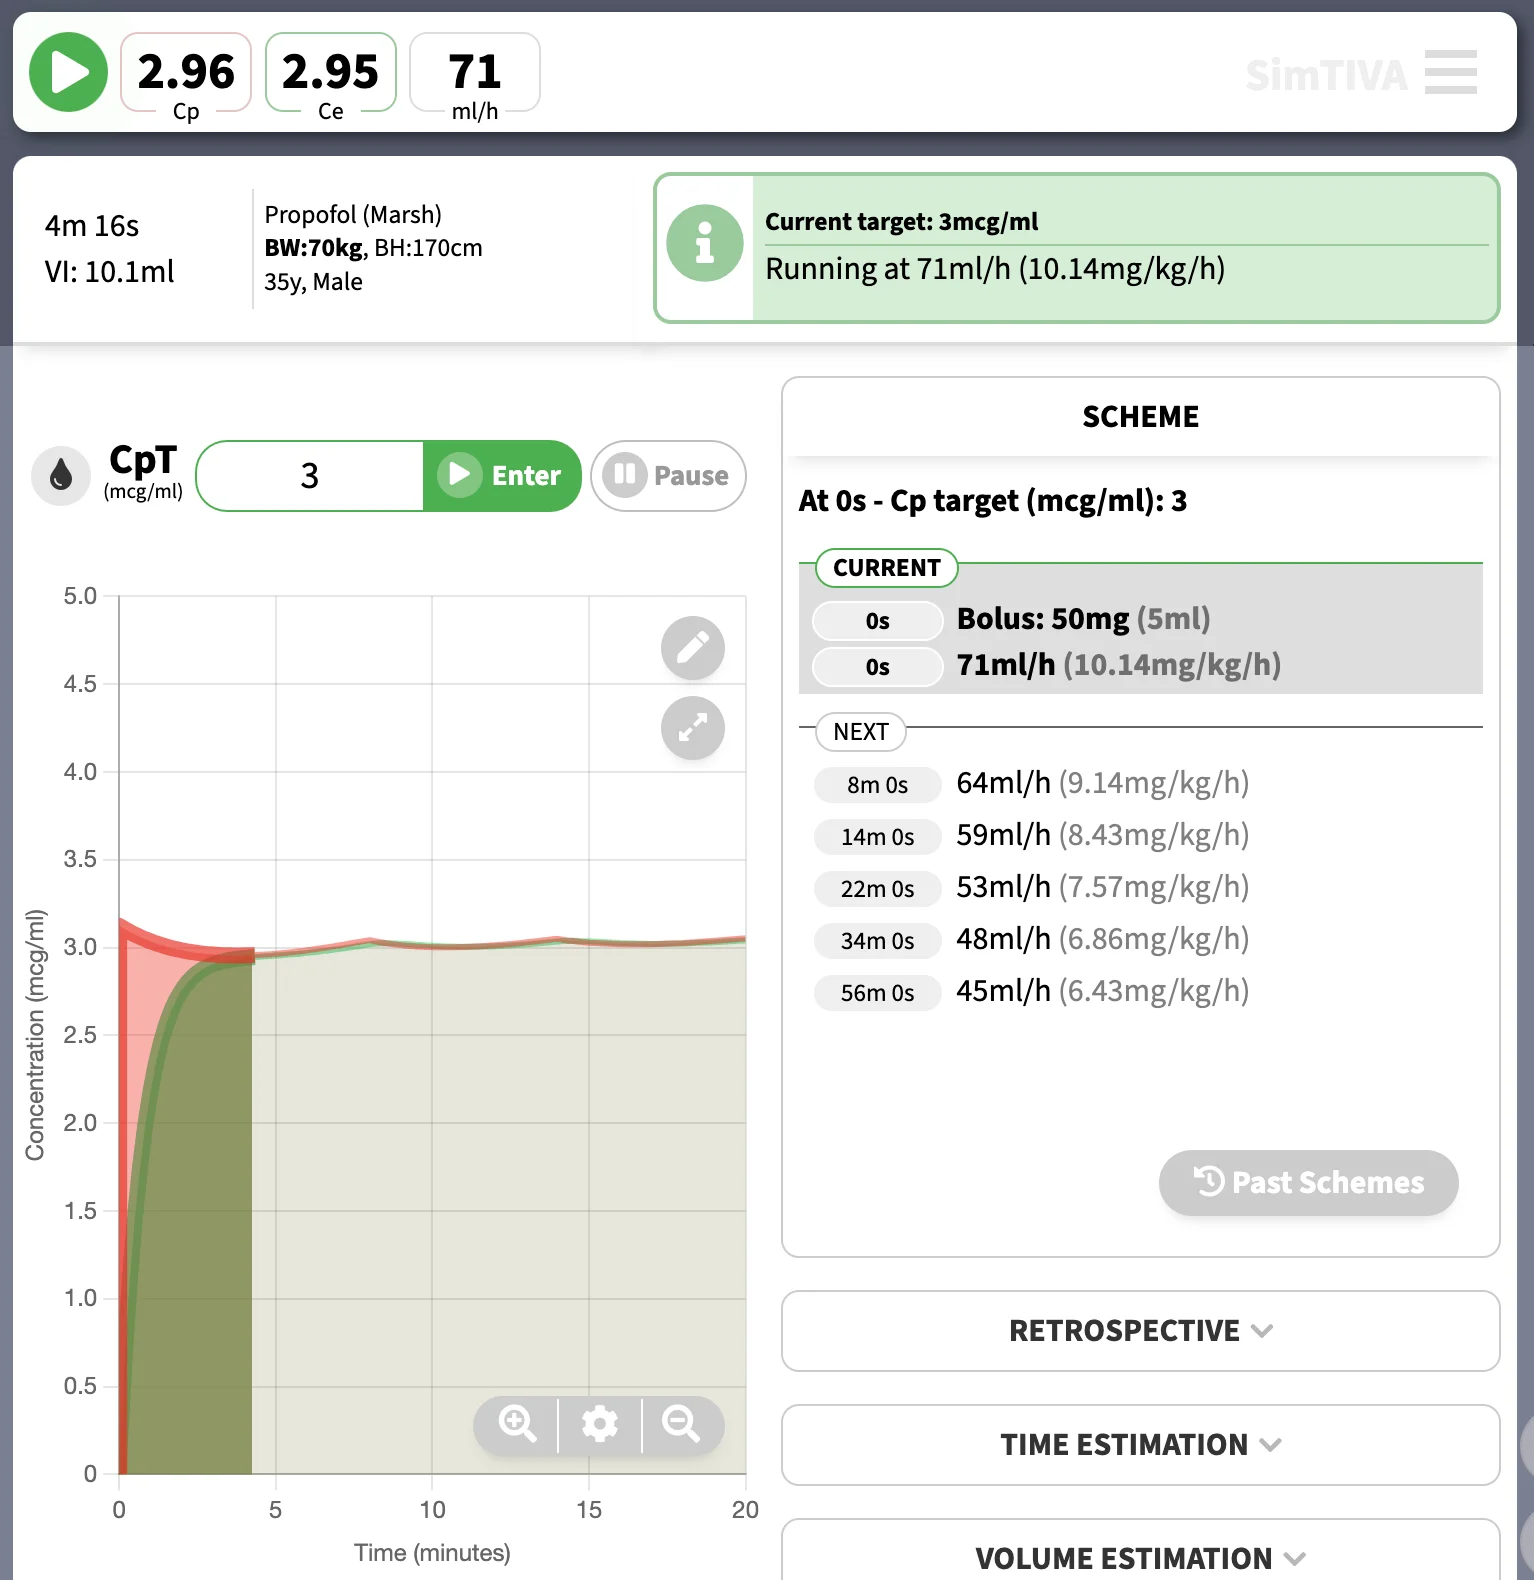 2.96
Cp
2.95
Ce
71
ml/h
SimTIVA
4m 16s
VI: 10.1ml
Propofol (Marsh)
BW:70kg, BH:170cm
35y, Male
Current target: 3mcg/ml
Running at 71ml/h (10.14mg/kg/h)
CpT
(mcg/ml)
3
Enter
Pause
5.0
4.5
4.0
3.5
3.0
2.5
2.0
1.5
1.0
0.5
0
Concentration (mcg/ml)
0
5
10
15
20
Time (minutes)
SCHEME
At 0s - Cp target (mcg/ml): 3
CURRENT
0s Bolus: 50mg (5ml)
0s 71ml/h (10.14mg/kg/h)
NEXT
8m 0s 64ml/h (9.14mg/kg/h)
14m 0s 59ml/h (8.43mg/kg/h)
22m 0s 53ml/h (7.57mg/kg/h)
34m 0s 48ml/h (6.86mg/kg/h)
56m 0s 45ml/h (6.43mg/kg/h)
Past Schemes
RETROSPECTIVE
TIME ESTIMATION
VOLUME ESTIMATION